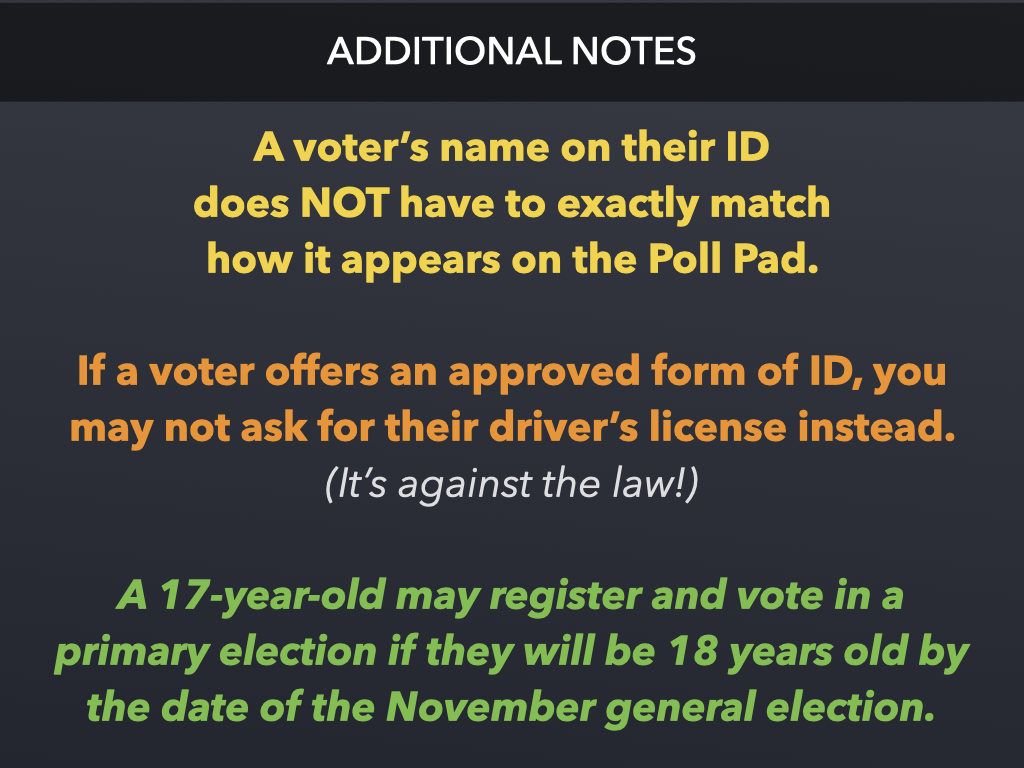 ADDITIONAL NOTES
A voter’s name on their ID
does NOT have to exactly match
how it appears on the Poll Pad.
If a voter offers an approved form of ID, you
may not ask for their driver’s license instead.
(It’s against the law!)
A 17-year-old may register and vote in a
primary election if they will be 18 years old by
the date of the November general election.